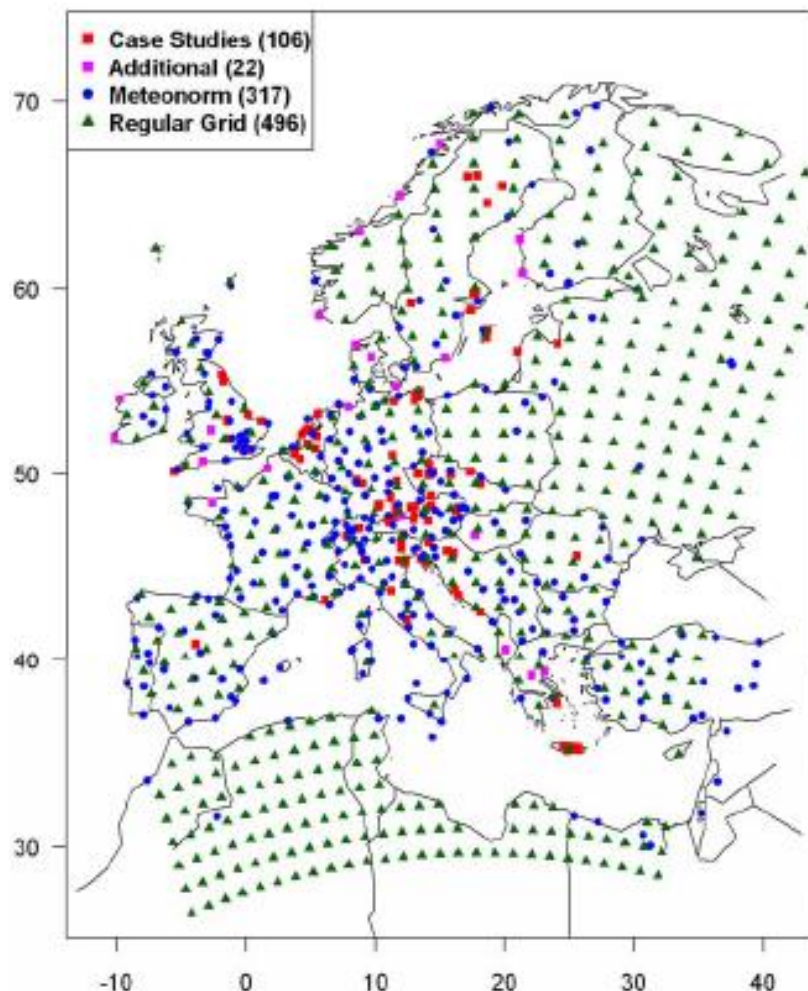 Case Studies (106)
Additional (22)
Meteonorm (317)
Regular Grid (496)
70
60
50
40
30
-10 0 10 20 30 40